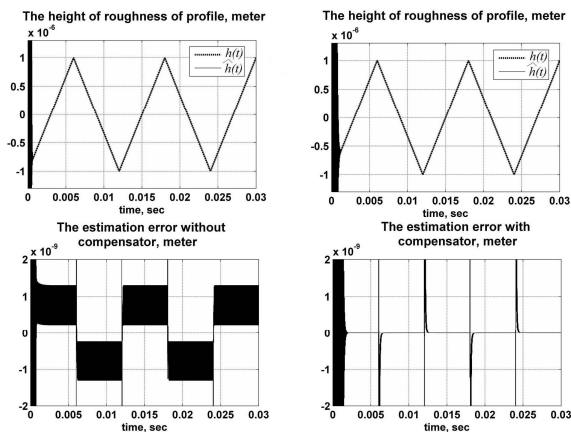 The height of roughness of profile, meter
x 10^-6
1
0.5
0
-0.5
-1
h(t)
ĥ(t)
0 0.005 0.01 0.015 0.02 0.025 0.03
time, sec
The height of roughness of profile, meter
x 10^-6
1
0.5
0
-0.5
-1
h(t)
ĥ(t)
0 0.005 0.01 0.015 0.02 0.025 0.03
time, sec
The estimation error without
compensator, meter
x 10^-9
2
1
0
-1
-2
0 0.005 0.01 0.015 0.02 0.025 0.03
time, sec
The estimation error with
compensator, meter
x 10^-9
2
1
0
-1
-2
0 0.005 0.01 0.015 0.02 0.025 0.03
time, sec